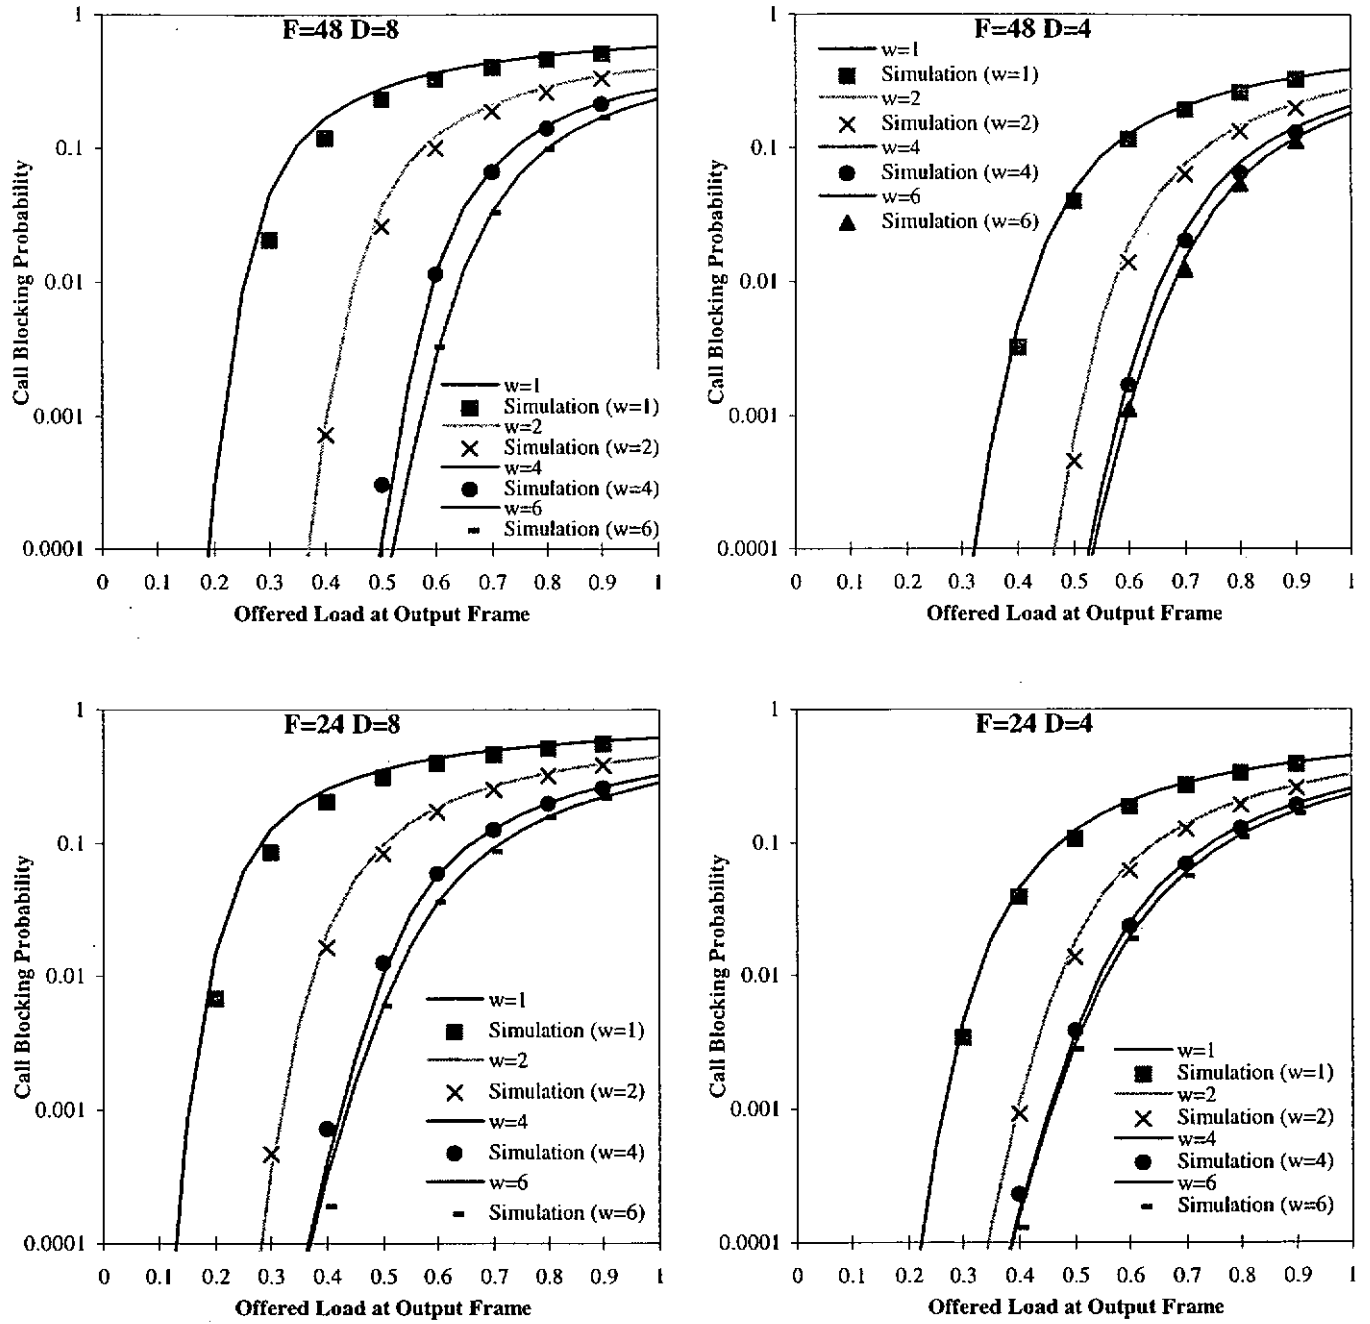 F=48 D=8
1
0.1
0.01
0.001
0.0001
Call Blocking Probability
w=1
Simulation (w=1)
w=2
Simulation (w=2)
w=4
Simulation (w=4)
w=6
Simulation (w=6)
0 0.1 0.2 0.3 0.4 0.5 0.6 0.7 0.8 0.9 1
Offered Load at Output Frame
F=48 D=4
1
0.1
0.01
0.001
0.0001
Call Blocking Probability
w=1
Simulation (w=1)
w=2
Simulation (w=2)
w=4
Simulation (w=4)
w=6
Simulation (w=6)
0 0.1 0.2 0.3 0.4 0.5 0.6 0.7 0.8 0.9 1
Offered Load at Output Frame
F=24 D=8
1
0.1
0.01
0.001
0.0001
Call Blocking Probability
w=1
Simulation (w=1)
w=2
Simulation (w=2)
w=4
Simulation (w=4)
w=6
Simulation (w=6)
0 0.1 0.2 0.3 0.4 0.5 0.6 0.7 0.8 0.9 1
Offered Load at Output Frame
F=24 D=4
1
0.1
0.01
0.001
0.0001
Call Blocking Probability
w=1
Simulation (w=1)
w=2
Simulation (w=2)
w=4
Simulation (w=4)
w=6
Simulation (w=6)
0 0.1 0.2 0.3 0.4 0.5 0.6 0.7 0.8 0.9 1
Offered Load at Output Frame